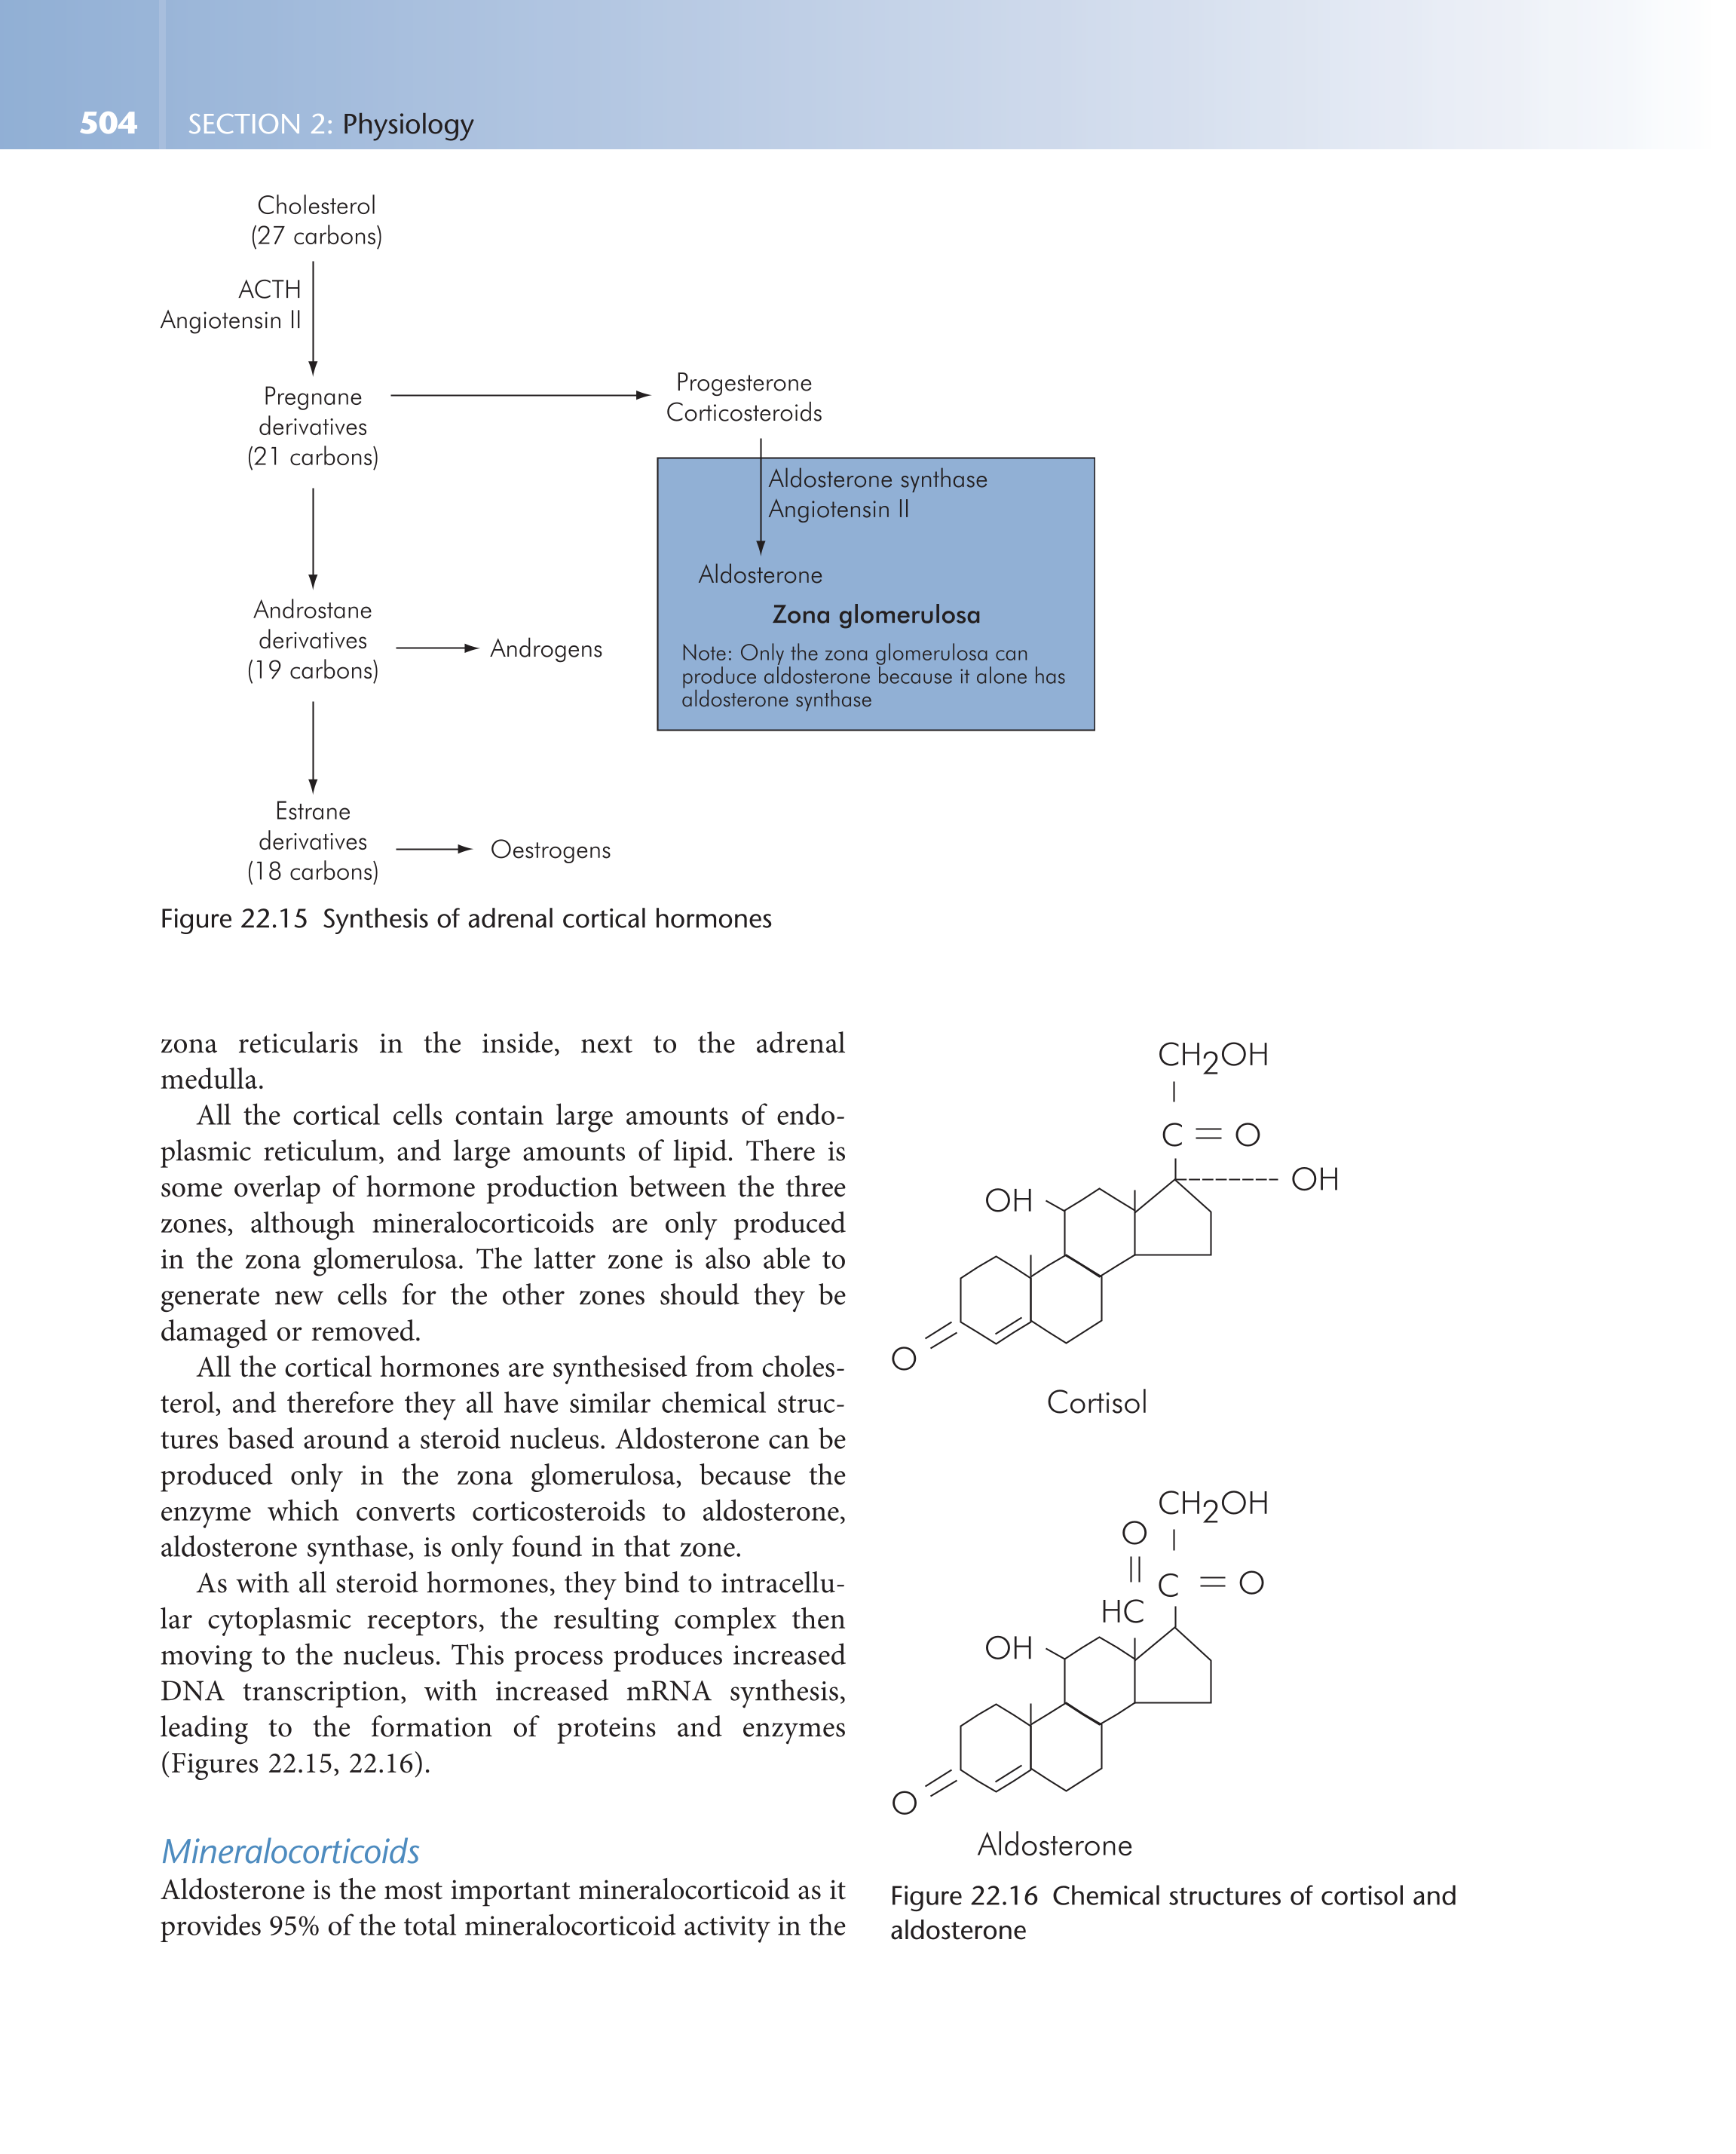 504 SECTION 2: Physiology
Cholesterol
(27 carbons)
ACTH
Angiotensin II
Pregnane
derivatives
(21 carbons)
Progesterone
Corticosteroids
Aldosterone synthase
Angiotensin II
Aldosterone
Zona glomerulosa
Note: Only the zona glomerulosa can
produce aldosterone because it alone has
aldosterone synthase
Androstane
derivatives
(19 carbons)
Androgens
Estrane
derivatives
(18 carbons)
Oestrogens
Figure 22.15 Synthesis of adrenal cortical hormones
zona reticularis in the inside, next to the adrenal
medulla.
All the cortical cells contain large amounts of endo-
plasmic reticulum, and large amounts of lipid. There is
some overlap of hormone production between the three
zones, although mineralocorticoids are only produced
in the zona glomerulosa. The latter zone is also able to
generate new cells for the other zones should they be
damaged or removed.
All the cortical hormones are synthesised from choles-
terol, and therefore they all have similar chemical struc-
tures based around a steroid nucleus. Aldosterone can be
produced only in the zona glomerulosa, because the
enzyme which converts corticosteroids to aldosterone,
aldosterone synthase, is only found in that zone.
As with all steroid hormones, they bind to intracellu-
lar cytoplasmic receptors, the resulting complex then
moving to the nucleus. This process produces increased
DNA transcription, with increased mRNA synthesis,
leading to the formation of proteins and enzymes
(Figures 22.15, 22.16).
Mineralocorticoids
Aldosterone is the most important mineralocorticoid as it
provides 95% of the total mineralocorticoid activity in the
CH2OH
C = O
OH
OH
O
Cortisol
CH2OH
O
C = O
HC
OH
O
Aldosterone
Figure 22.16 Chemical structures of cortisol and
aldosterone